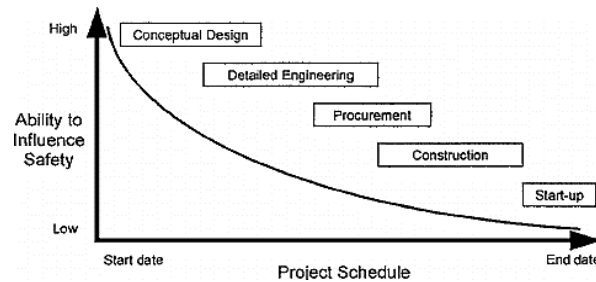 High
Conceptual Design
Detailed Engineering
Procurement
Ability to
Influence
Safety
Construction
Start-up
Low
Start date
End date
Project Schedule